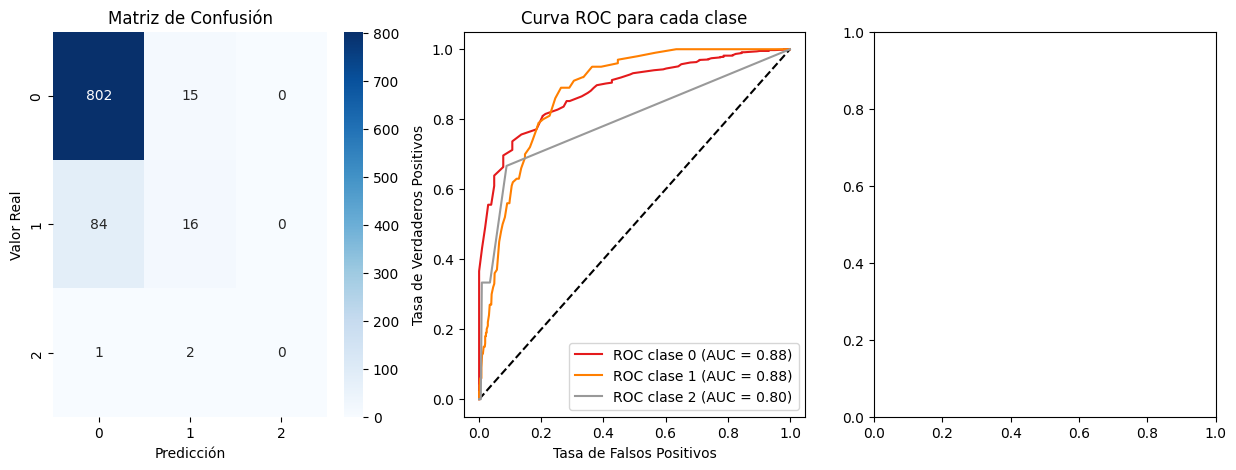 Matriz de Confusión
802 15 0
84 16 0
1 2 0
0
1
2
Valor Real
0 1 2
Predicción
800
700
600
500
400
300
200
100
0
Curva ROC para cada clase
1.0
0.8
0.6
0.4
0.2
0.0
Tasa de Verdaderos Positivos
ROC clase 0 (AUC = 0.88)
ROC clase 1 (AUC = 0.88)
ROC clase 2 (AUC = 0.80)
0.0 0.2 0.4 0.6 0.8 1.0
Tasa de Falsos Positivos
1.0
0.8
0.6
0.4
0.2
0.0
0.0 0.2 0.4 0.6 0.8 1.0